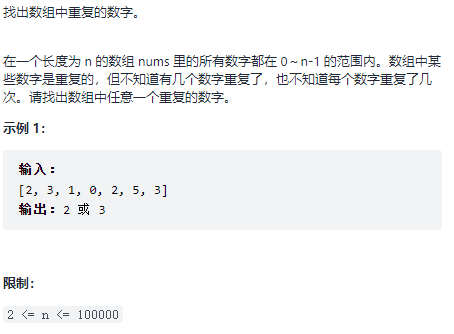 找出数组中重复的数字。
在一个长度为 n 的数组 nums 里的所有数字都在 0～n-1 的范围内。数组中某
些数字是重复的，但不知道有几个数字重复了，也不知道每个数字重复了几
次。请找出数组中任意一个重复的数字。
示例 1：
输入：
[2, 3, 1, 0, 2, 5, 3]
输出：2 或 3
限制：
2 <= n <= 100000